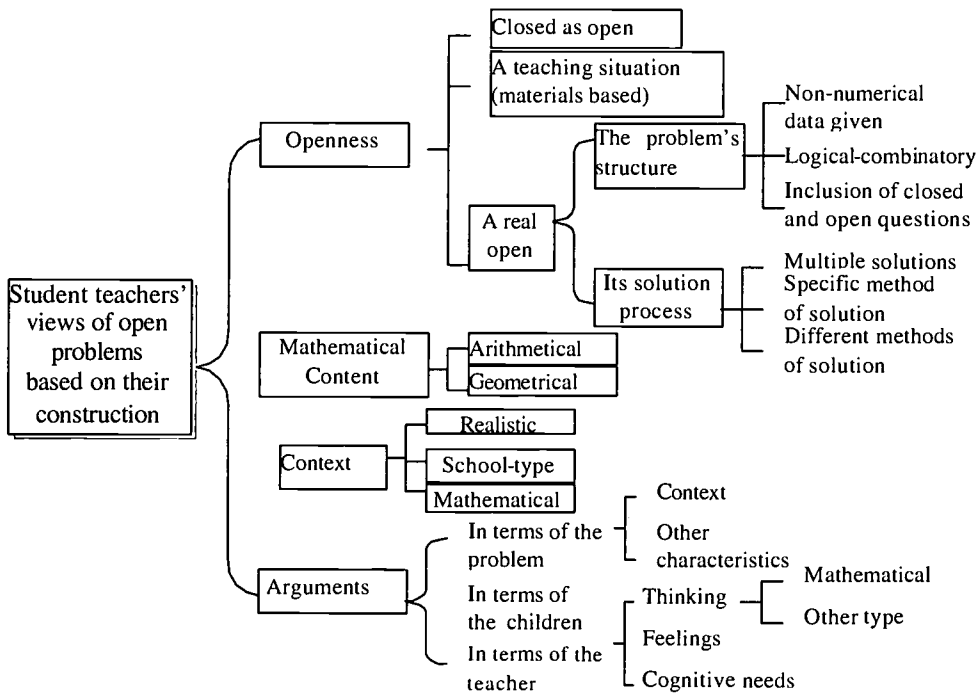 Student teachers'
views of open
problems
based on their
construction
Openness
Closed as open
A teaching situation
(materials based)
A real
open
The problem's
structure
Non-numerical
data given
Logical-combinatory
Inclusion of closed
and open questions
Its solution
process
Multiple solutions
Specific method
of solution
Different methods
of solution
Mathematical
Content
Arithmetical
Geometrical
Context
Realistic
School-type
Mathematical
Arguments
In terms of the
problem
Context
Other
characteristics
In terms of
the children
In terms of the
teacher
Thinking
Mathematical
Other type
Feelings
Cognitive needs